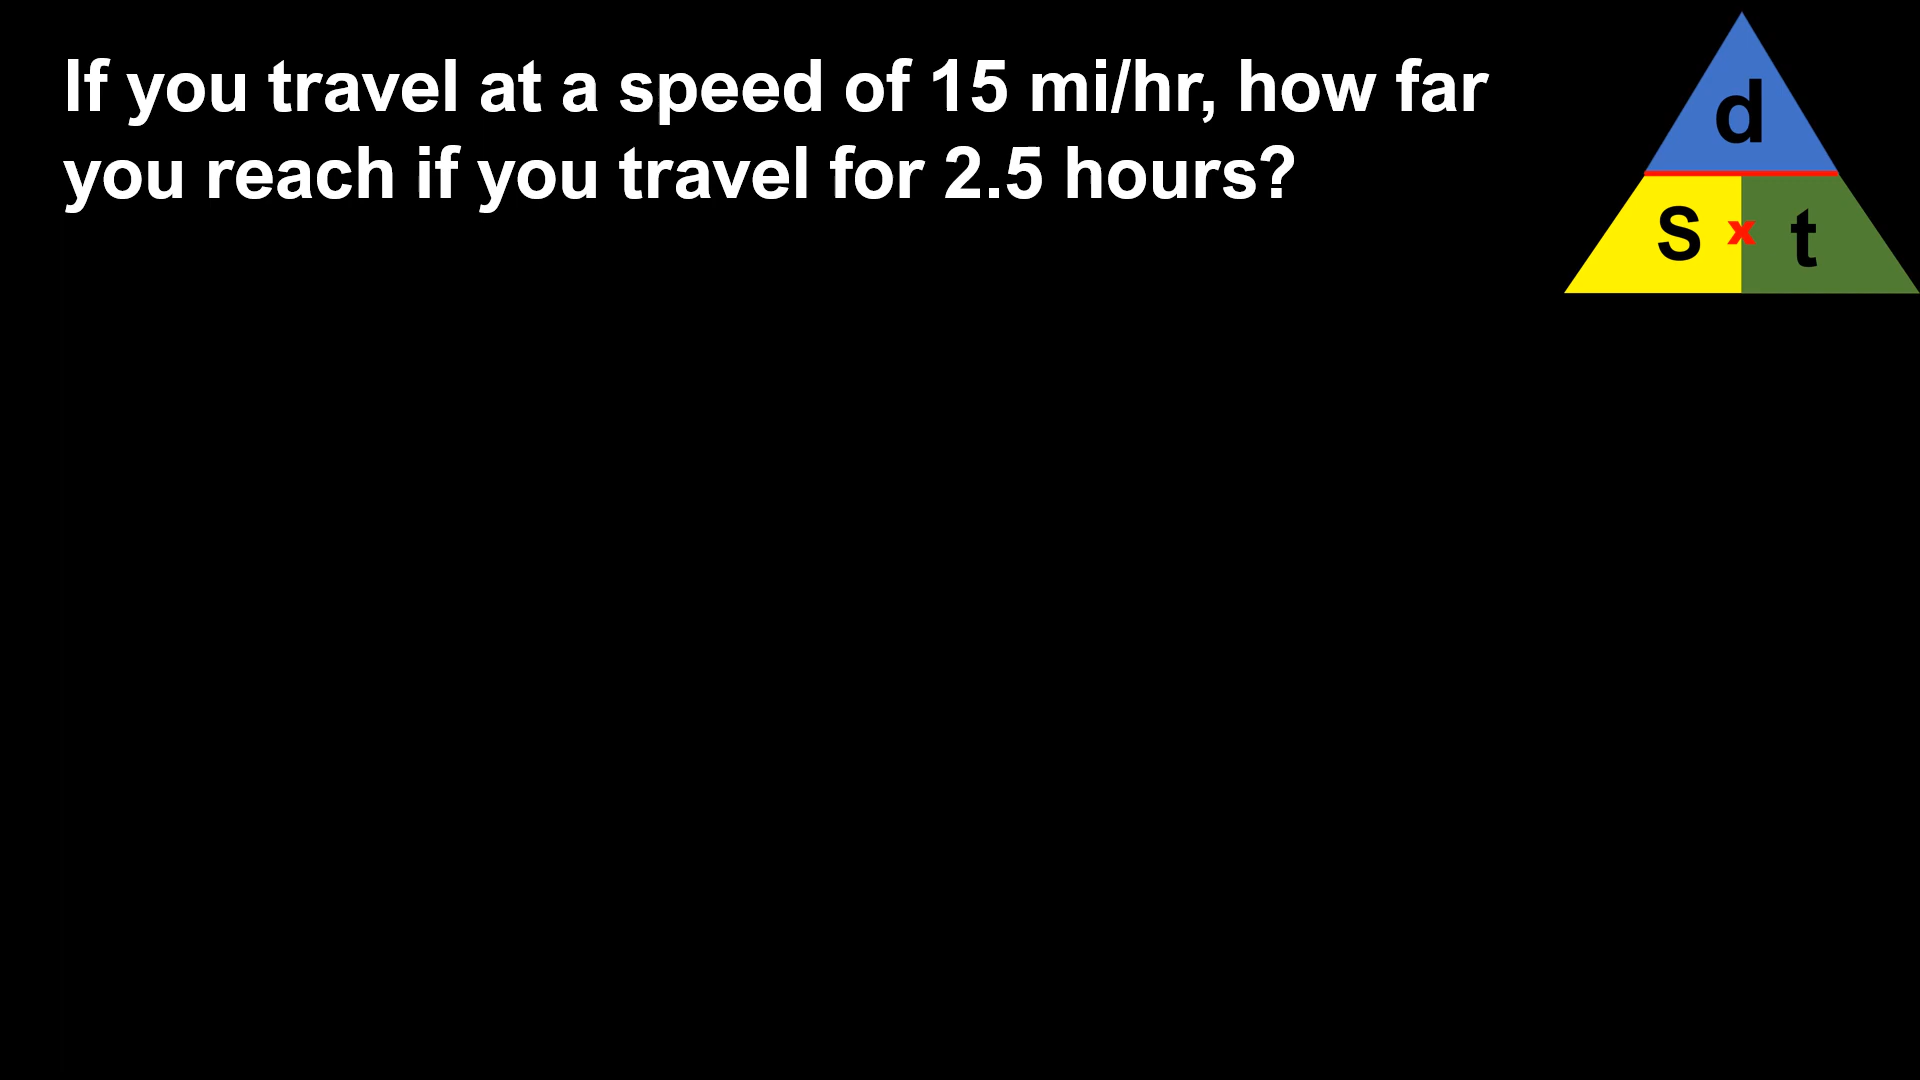 If you travel at a speed of 15 mi/hr, how far
you reach if you travel for 2.5 hours?
d
S x t